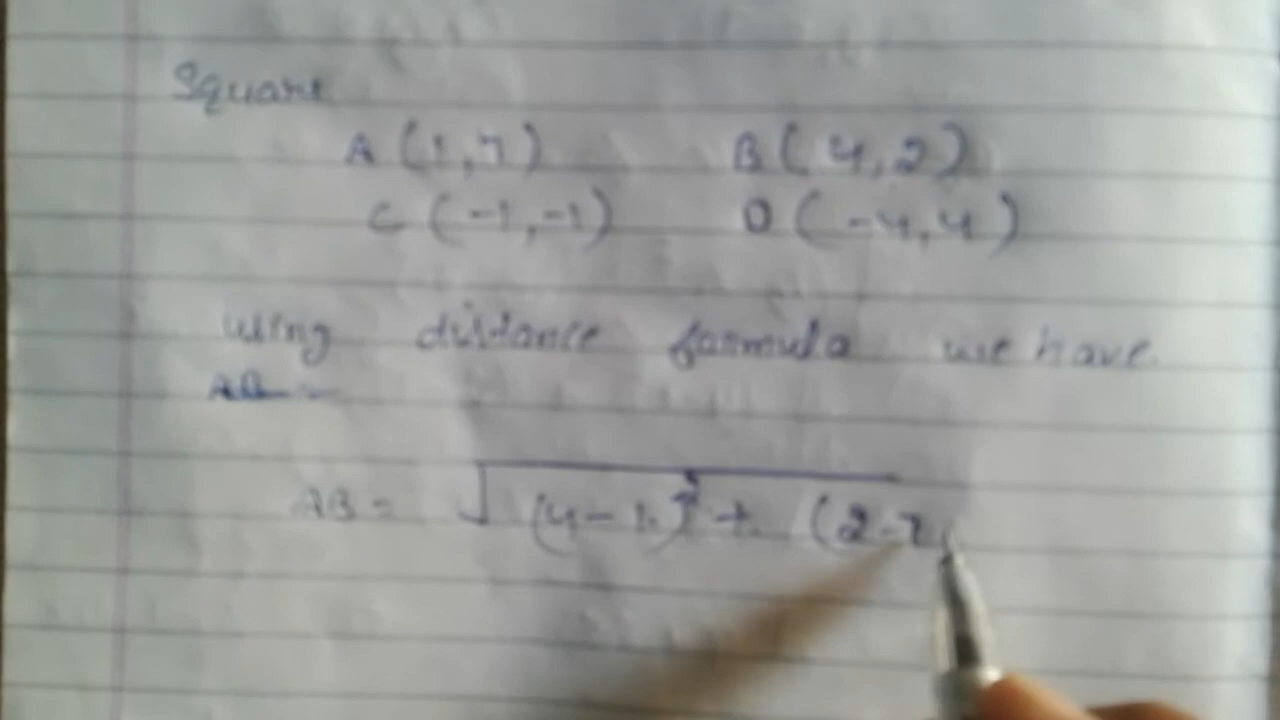 Square
A (1,7) B (4,2)
C (-1,-1) D (-4,4)
using distance formula we have
AB = √(4-1)² + (2-7